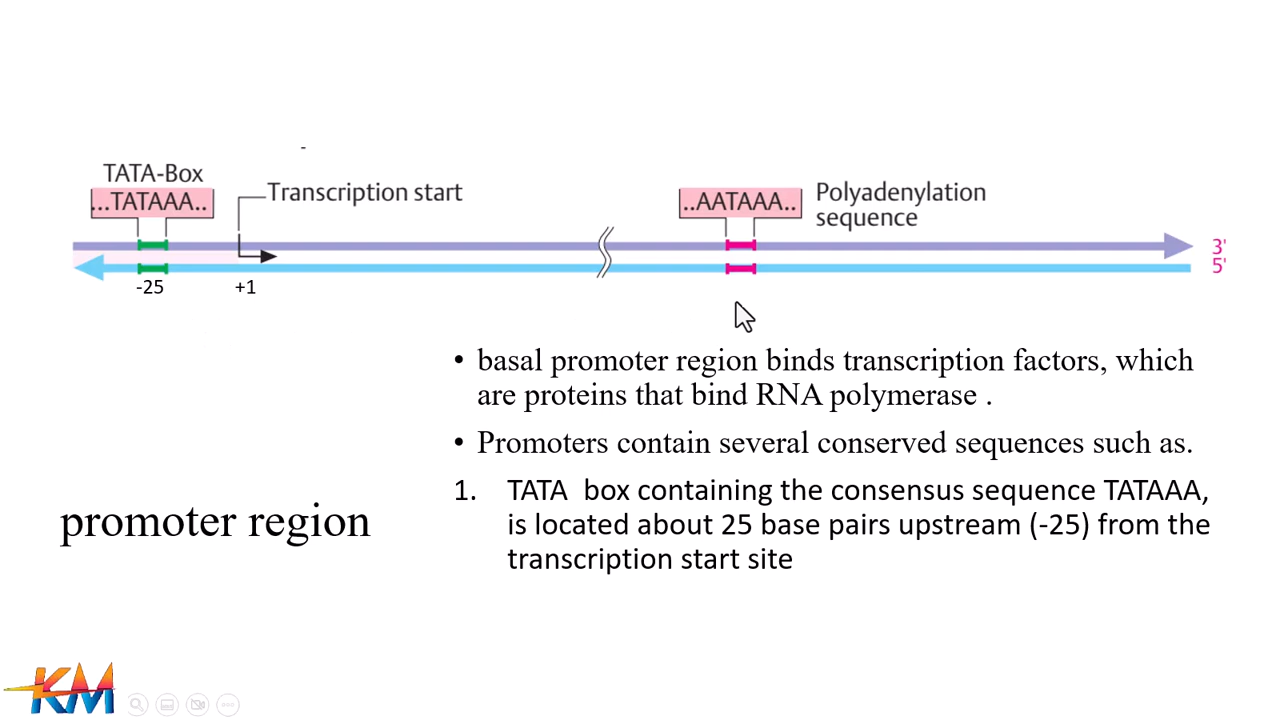 TATA-Box
...TATAAA..
Transcription start
..AATAAA..
Polyadenylation
sequence
3'
5'
-25
+1
• basal promoter region binds transcription factors, which
are proteins that bind RNA polymerase .
• Promoters contain several conserved sequences such as.
1. TATA box containing the consensus sequence TATAAA,
is located about 25 base pairs upstream (-25) from the
transcription start site
promoter region
KM